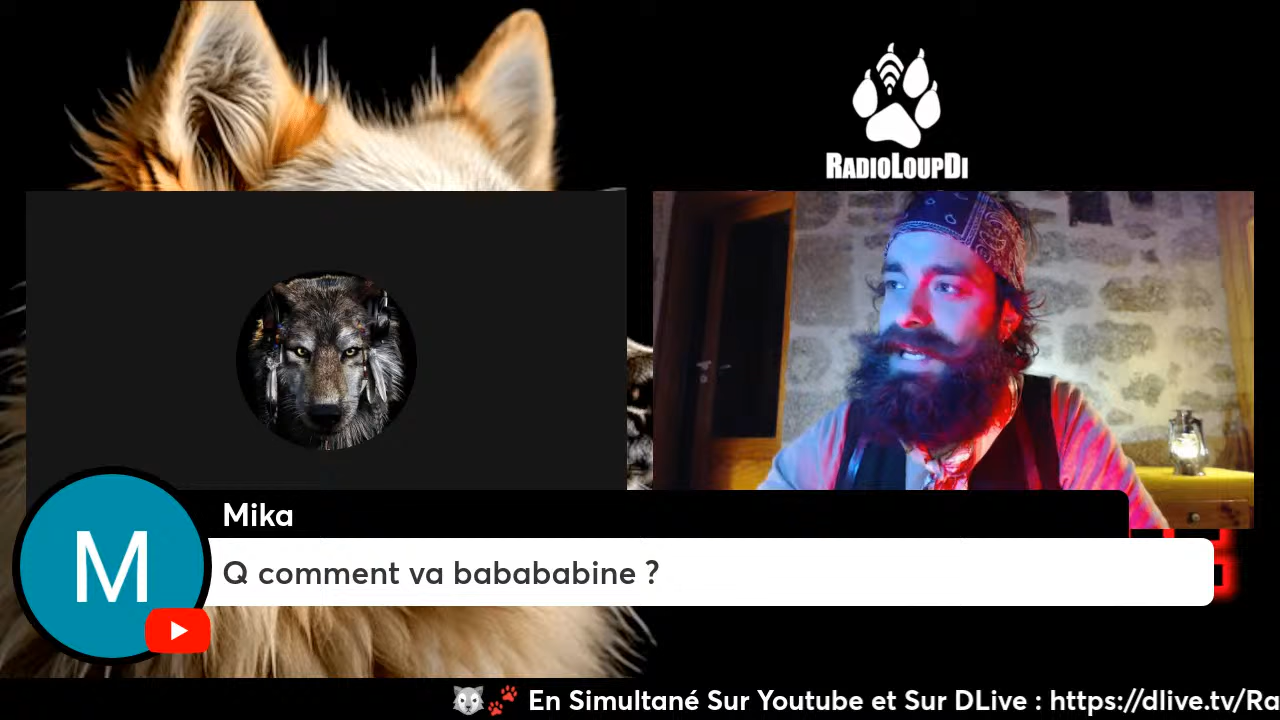 RADIOLOUPDI
Mika
M
Q comment va babababine ?
En Simultané Sur Youtube et Sur DLive : https://dlive.tv/Ra